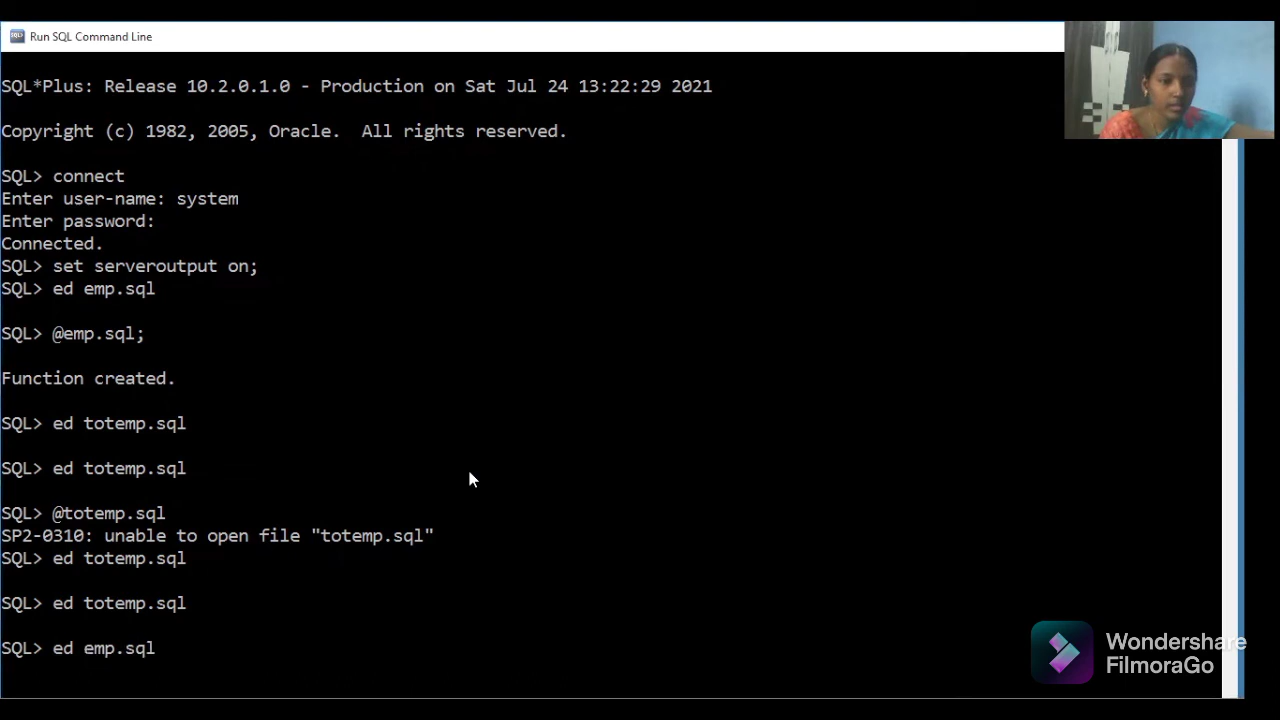 Run SQL Command Line
SQL*Plus: Release 10.2.0.1.0 - Production on Sat Jul 24 13:22:29 2021
Copyright (c) 1982, 2005, Oracle.  All rights reserved.
SQL> connect
Enter user-name: system
Enter password:
Connected.
SQL> set serveroutput on;
SQL> ed emp.sql
SQL> @emp.sql;
Function created.
SQL> ed totemp.sql
SQL> ed totemp.sql
SQL> @totemp.sql
SP2-0310: unable to open file "totemp.sql"
SQL> ed totemp.sql
SQL> ed totemp.sql
SQL> ed emp.sql
Wondershare
FilmoraGo